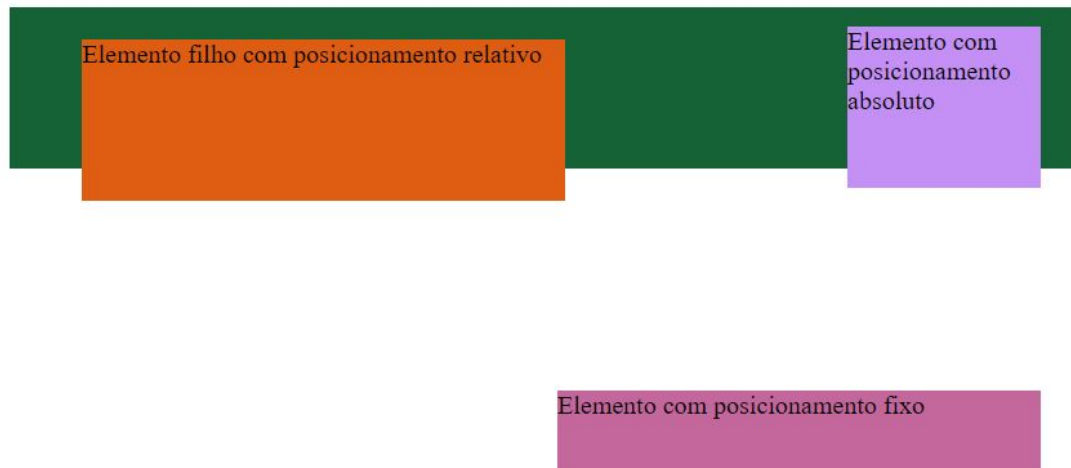 Elemento filho com posicionamento relativo
Elemento com
posicionamento
absoluto
Elemento com posicionamento fixo